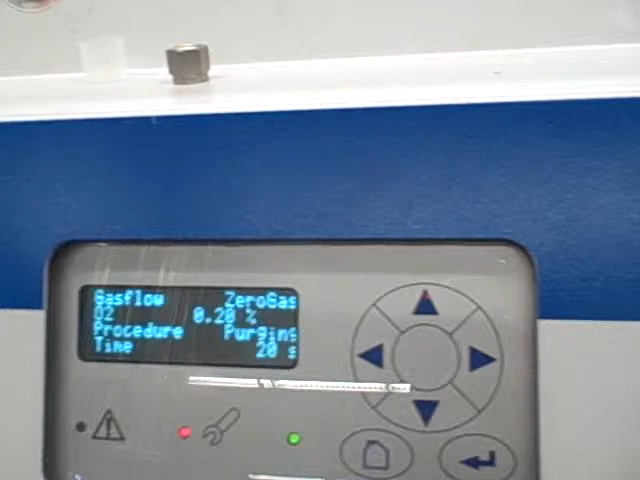 Gasflow ZeroGas
O2 0.20 %
Procedure Purging
Time 20 s